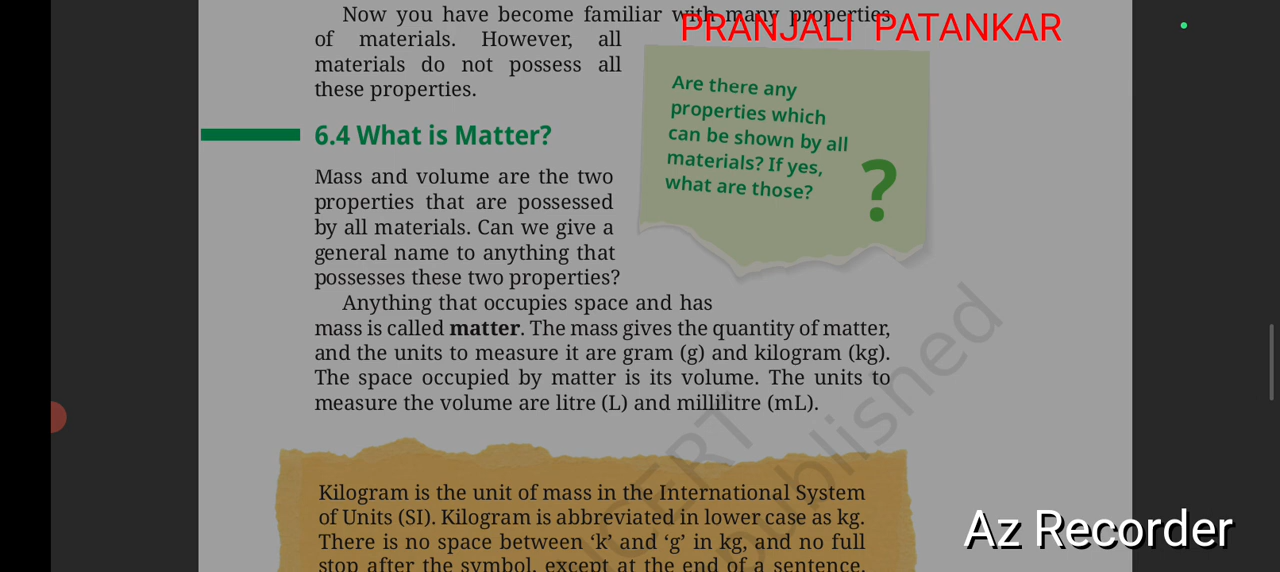 Now you have become familiar with many properties
PRANJALI PATANKAR
of materials. However, all
materials do not possess all
these properties.
Are there any
properties which
can be shown by all
materials? If yes,
what are those?
?
6.4 What is Matter?
Mass and volume are the two
properties that are possessed
by all materials. Can we give a
general name to anything that
possesses these two properties?
Anything that occupies space and has
mass is called matter. The mass gives the quantity of matter,
and the units to measure it are gram (g) and kilogram (kg).
The space occupied by matter is its volume. The units to
measure the volume are litre (L) and millilitre (mL).
Kilogram is the unit of mass in the International System
of Units (SI). Kilogram is abbreviated in lower case as kg.
There is no space between ‘k’ and ‘g’ in kg, and no full
stop after the symbol, except at the end of a sentence.
Az Recorder